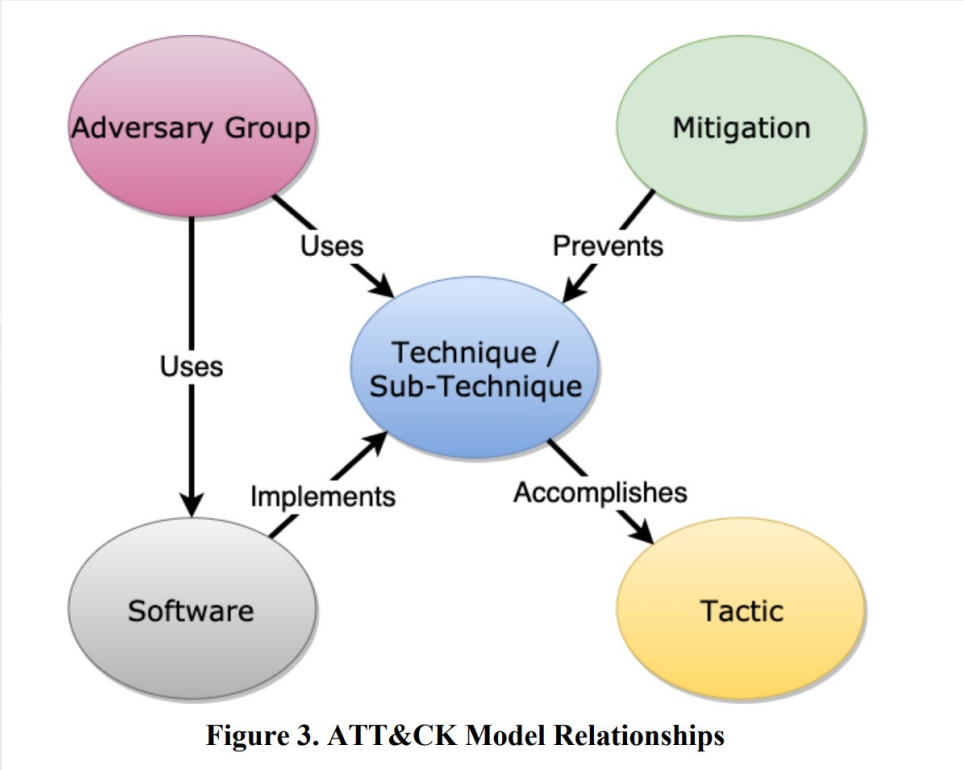 Adversary Group
Mitigation
Uses
Prevents
Technique /
Sub-Technique
Uses
Implements
Accomplishes
Software
Tactic
Figure 3. ATT&CK Model Relationships